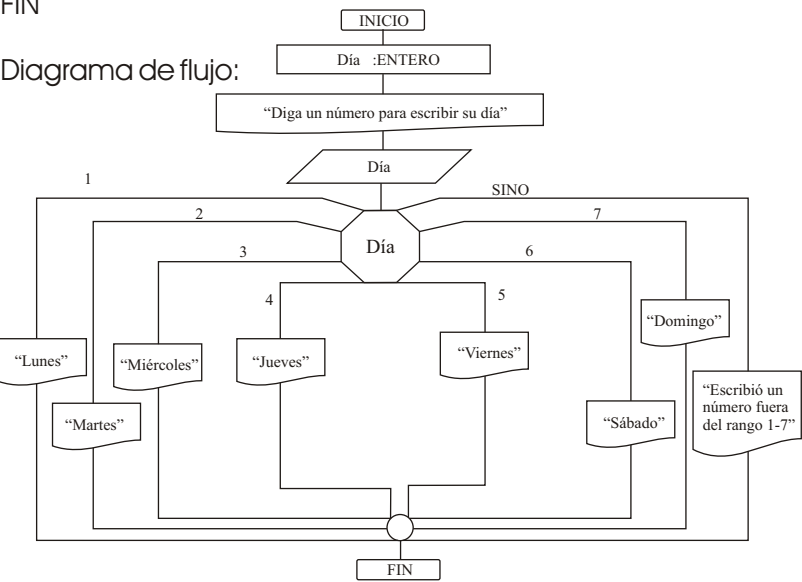 FIN
Diagrama de flujo:
INICIO
Día :ENTERO
“Diga un número para escribir su día”
Día
1
SINO
2
7
Día
3
6
4
5
“Lunes”
“Martes”
“Miércoles”
“Jueves”
“Viernes”
“Sábado”
“Domingo”
“Escribió un
número fuera
del rango 1-7”
FIN